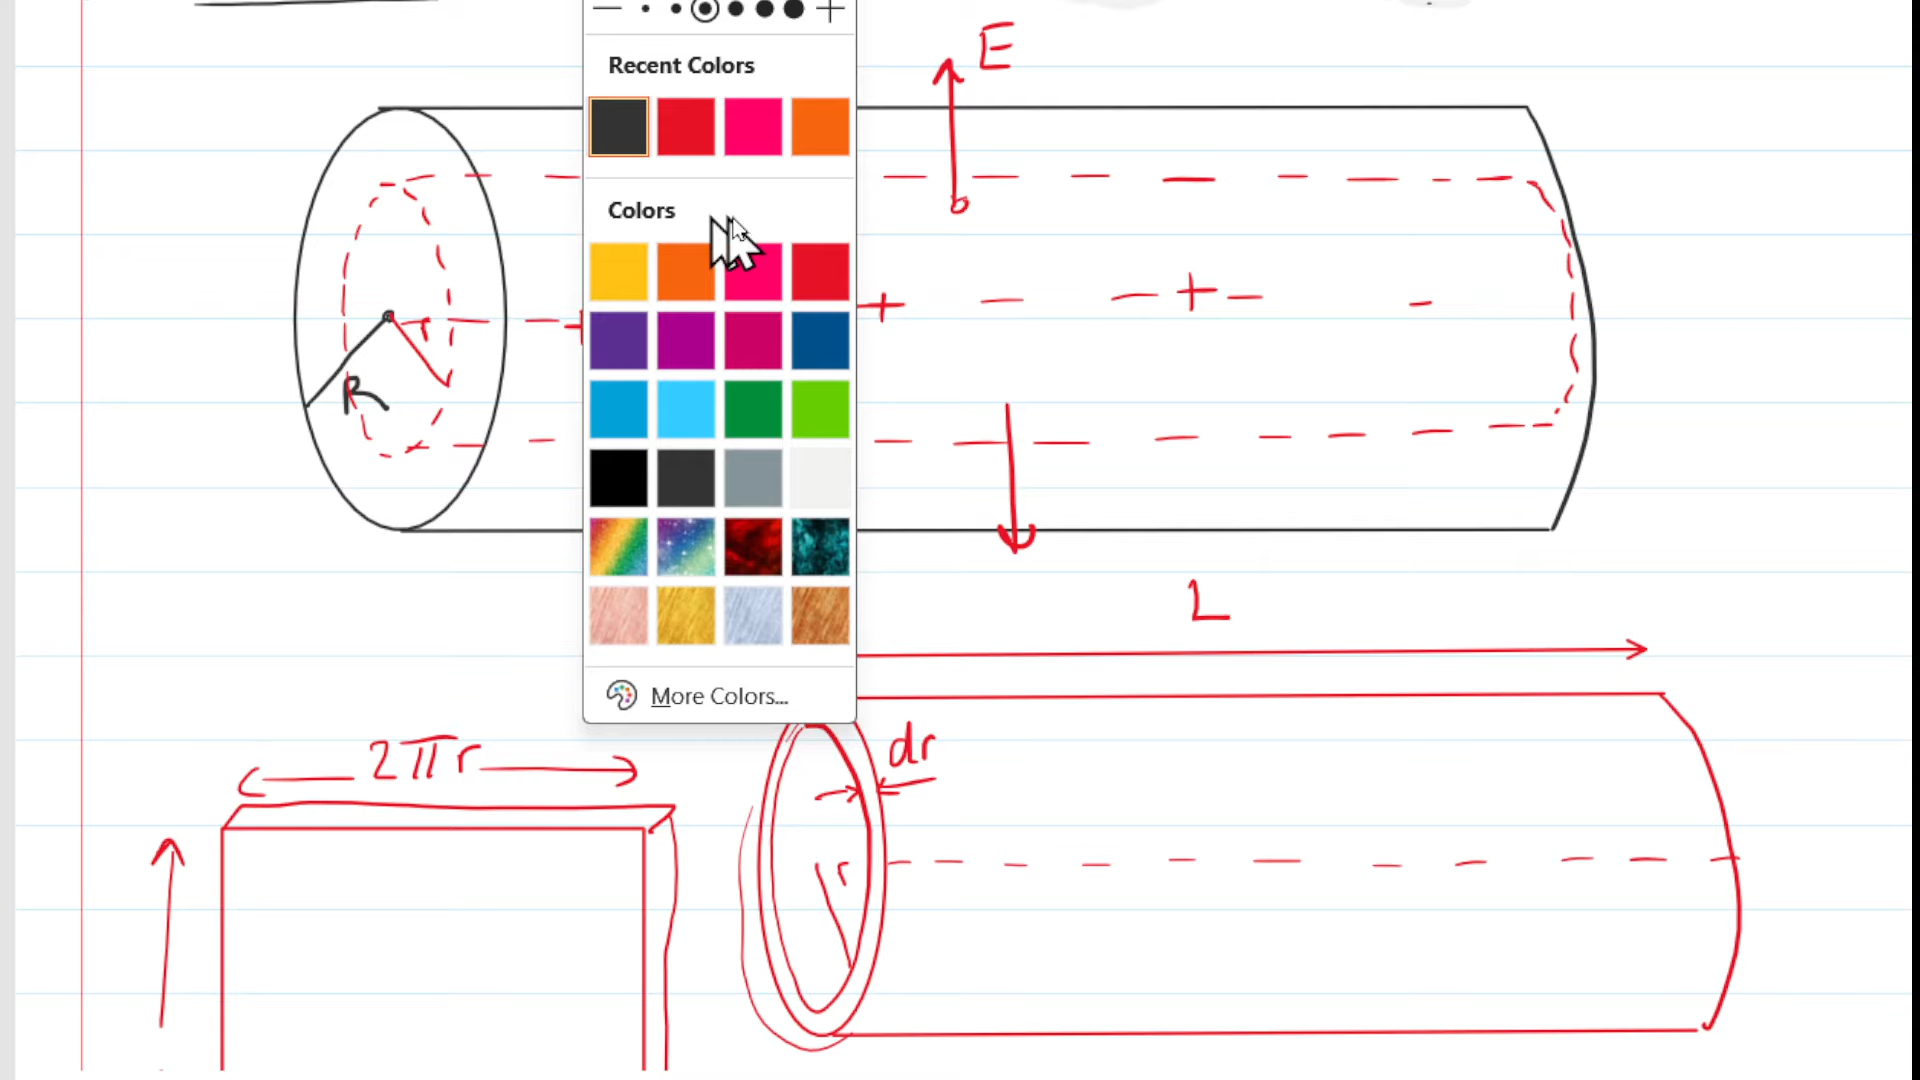 Recent Colors
Colors
More Colors...
E
+ +
r
R
L
2πr
dr
r